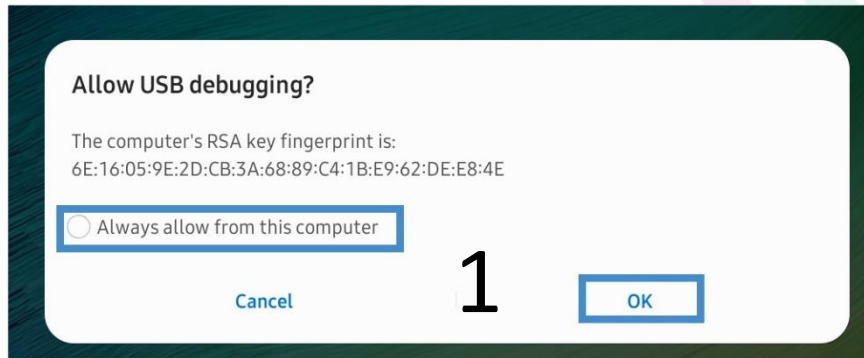 Allow USB debugging?
The computer's RSA key fingerprint is:
6E:16:05:9E:2D:CB:3A:68:89:C4:1B:E9:62:DE:E8:4E
Always allow from this computer
Cancel
1
OK